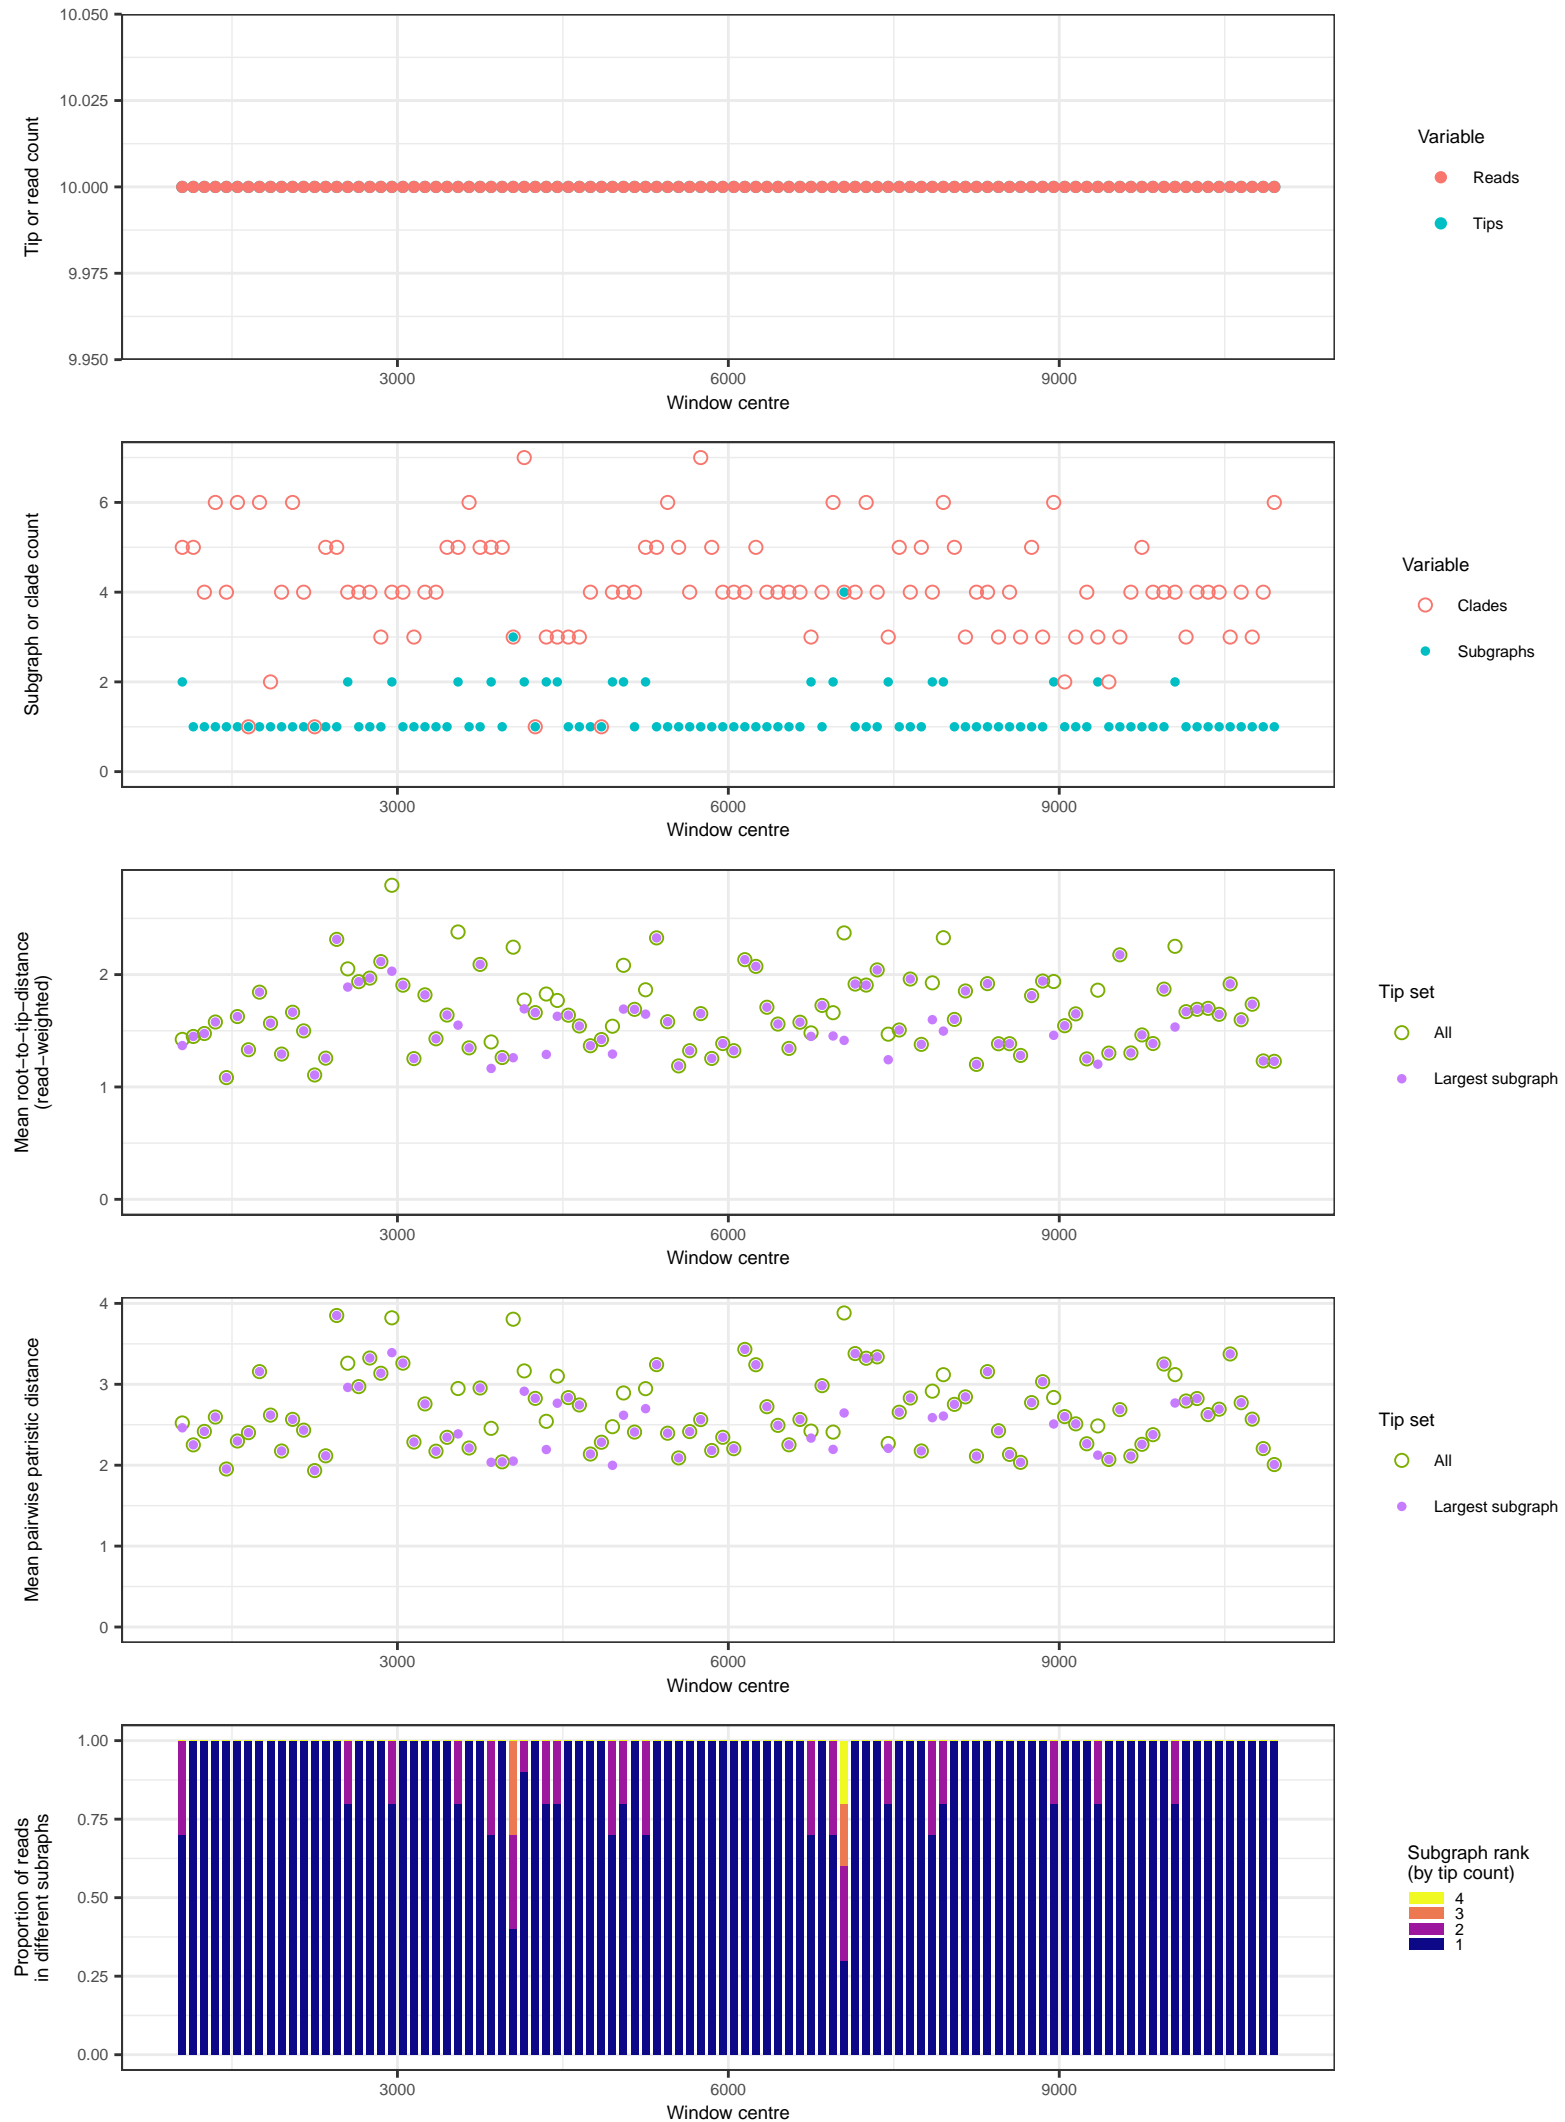 10.050
10.025
10.000
9.975
9.950
Tip or read count
3000 6000 9000
Window centre
Variable
Reads
Tips
6
4
2
0
Subgraph or clade count
3000 6000 9000
Window centre
Variable
Clades
Subgraphs
2
1
0
Mean root−to−tip−distance
(read−weighted)
3000 6000 9000
Window centre
Tip set
All
Largest subgraph
4
3
2
1
0
Mean pairwise patristic distance
3000 6000 9000
Window centre
Tip set
All
Largest subgraph
1.00
0.75
0.50
0.25
0.00
Proportion of reads
in different subraphs
3000 6000 9000
Window centre
Subgraph rank
(by tip count)
4
3
2
1